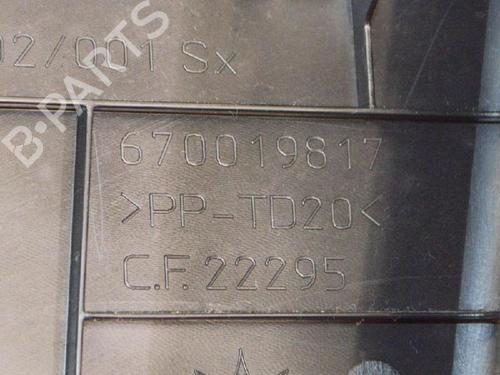 02/001 Sx
B-PARTS
670019817
>PP-TD20<
C.F. 22295